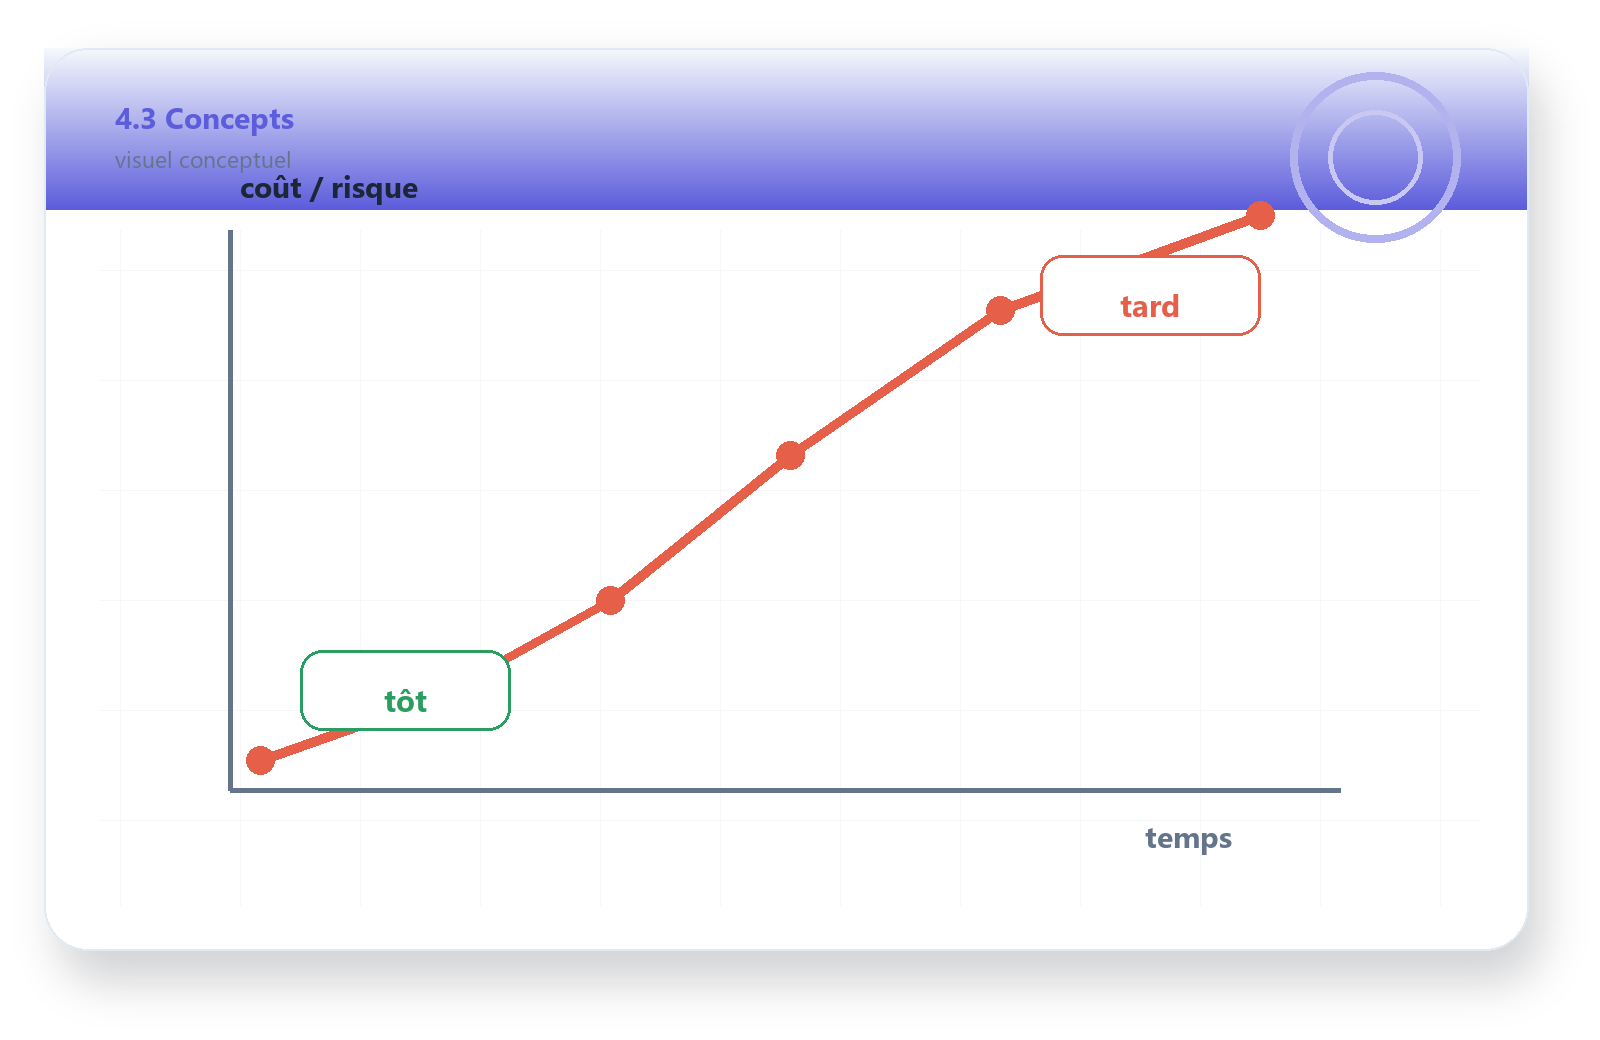 4.3 Concepts
visuel conceptuel
coût / risque
tard
tôt
temps